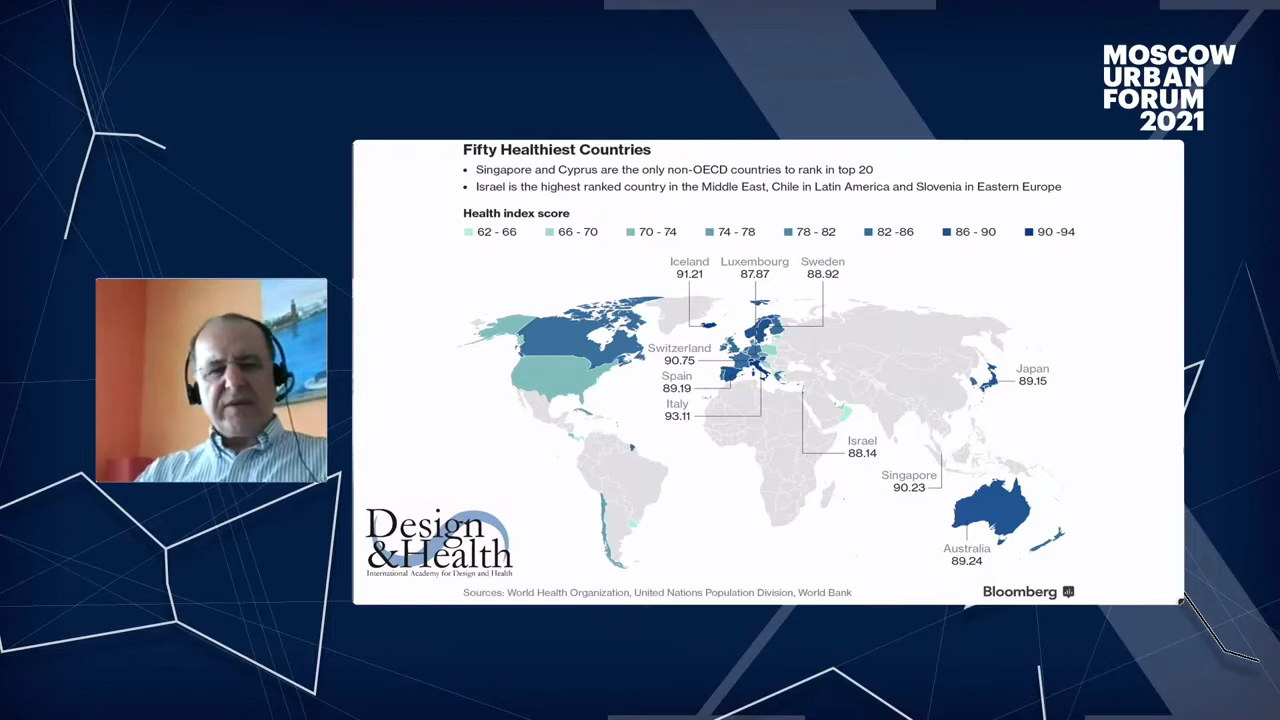 MOSCOW
URBAN
FORUM
2021
Fifty Healthiest Countries
• Singapore and Cyprus are the only non-OECD countries to rank in top 20
• Israel is the highest ranked country in the Middle East, Chile in Latin America and Slovenia in Eastern Europe
Health index score
62 - 66 66 - 70 70 - 74 74 - 78 78 - 82 82 -86 86 - 90 90 -94
Iceland
91.21
Luxembourg
87.87
Sweden
88.92
Switzerland
90.75
Spain
89.19
Italy
93.11
Japan
89.15
Israel
88.14
Singapore
90.23
Australia
89.24
Design
&Health
International Academy for Design and Health
Sources: World Health Organization, United Nations Population Division, World Bank
Bloomberg